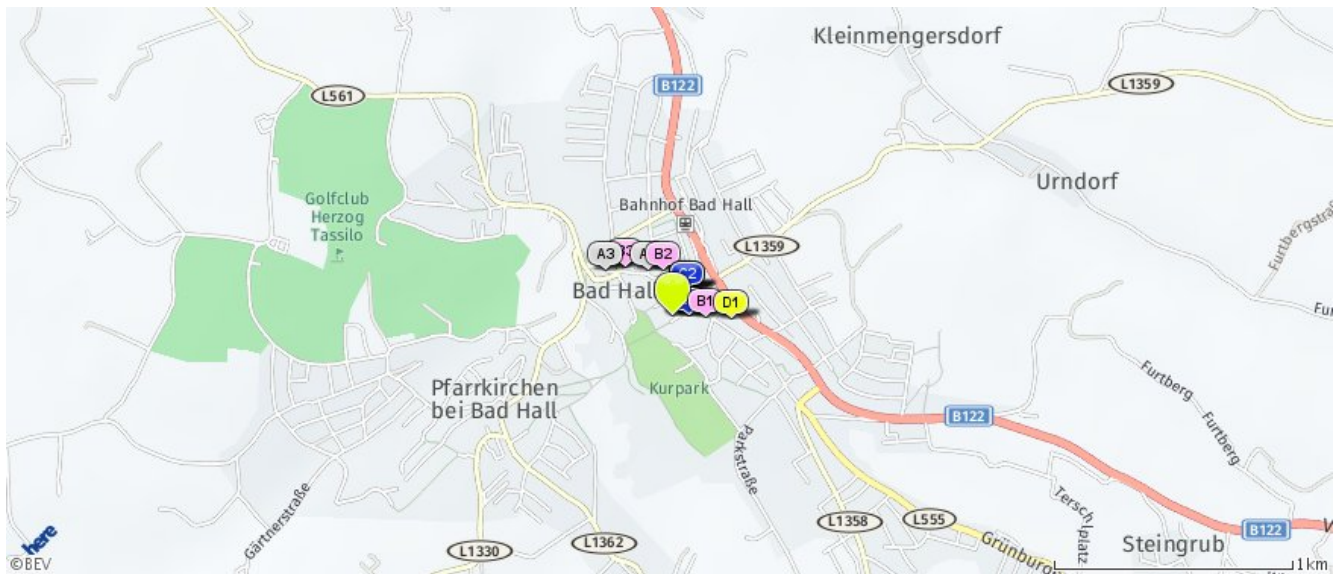 Kleinmengersdorf
B122
L1359
L561
Urndorf
Golfclub
Herzog
Tassilo
Bahnhof Bad Hall
L1359
Furtbergstraße
A3
B2
C2
Bad Hall
B1
D1
Pfarrkirchen
bei Bad Hall
Kurpark
Furtberg
Furtberg
B122
Parkstraße
Gärtnerstraße
L1358
L555
B122
L1330
L1362
Steingrub
here
©BEV
1km